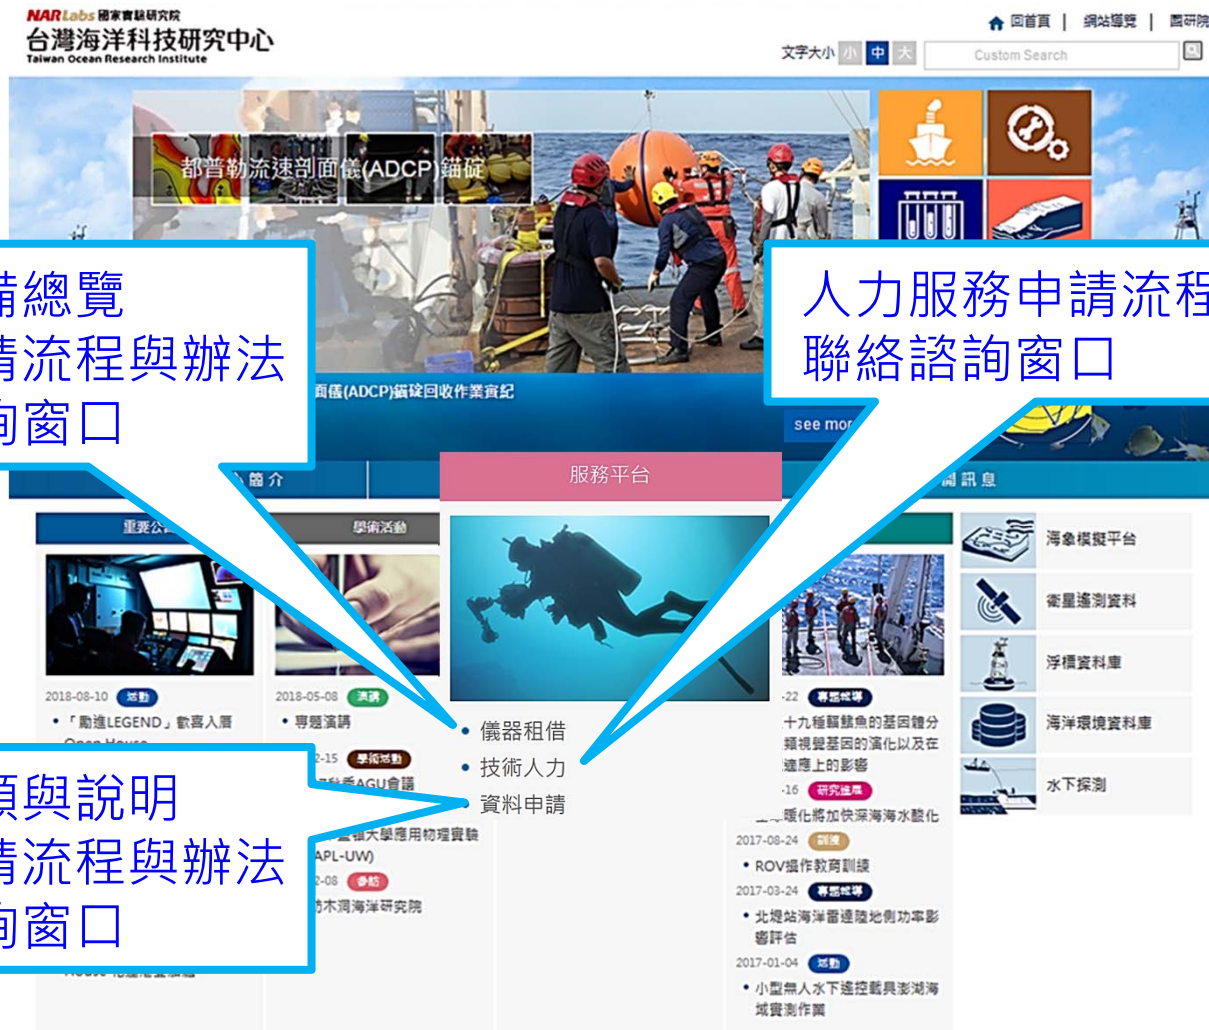 NARLabs 國家實驗研究院
台灣海洋科技研究中心
Taiwan Ocean Research Institute
回首頁 | 網站導覽 | 國研院
文字大小 小 中 大
Custom Search
都普勒流速剖面儀(ADCP)錨碇
備總覽
請流程與辦法
詢窗口
人力服務申請流程
聯絡諮詢窗口
面儀(ADCP)錨碇回收作業實紀
see mor
簡介
服務平台
聞訊息
重要公
學術活動
2018-08-10 活動
• 「勵進LEGEND」歡喜入厝
Open House
2018-05-08 演講
• 專題演講
2-15 學術活動
AGU會議
大學應用物理實驗
APL-UW)
2-08 參訪
木洞海洋研究院
• 儀器租借
• 技術人力
• 資料申請
類與說明
請流程與辦法
詢窗口
-22 專題報導
十九種輻鰭魚的基因體分
類視覺基因的演化以及在
適應上的影響
-16 研究進展
暖化將加快深海海水酸化
2017-08-24 訓練
• ROV操作教育訓練
2017-03-24 專題報導
• 北堤站海洋雷達陸地側功率影
響評估
2017-01-04 活動
• 小型無人水下遙控載具澎湖海
域實測作業
海象模擬平台
衛星遙測資料
浮標資料庫
海洋環境資料庫
水下探測